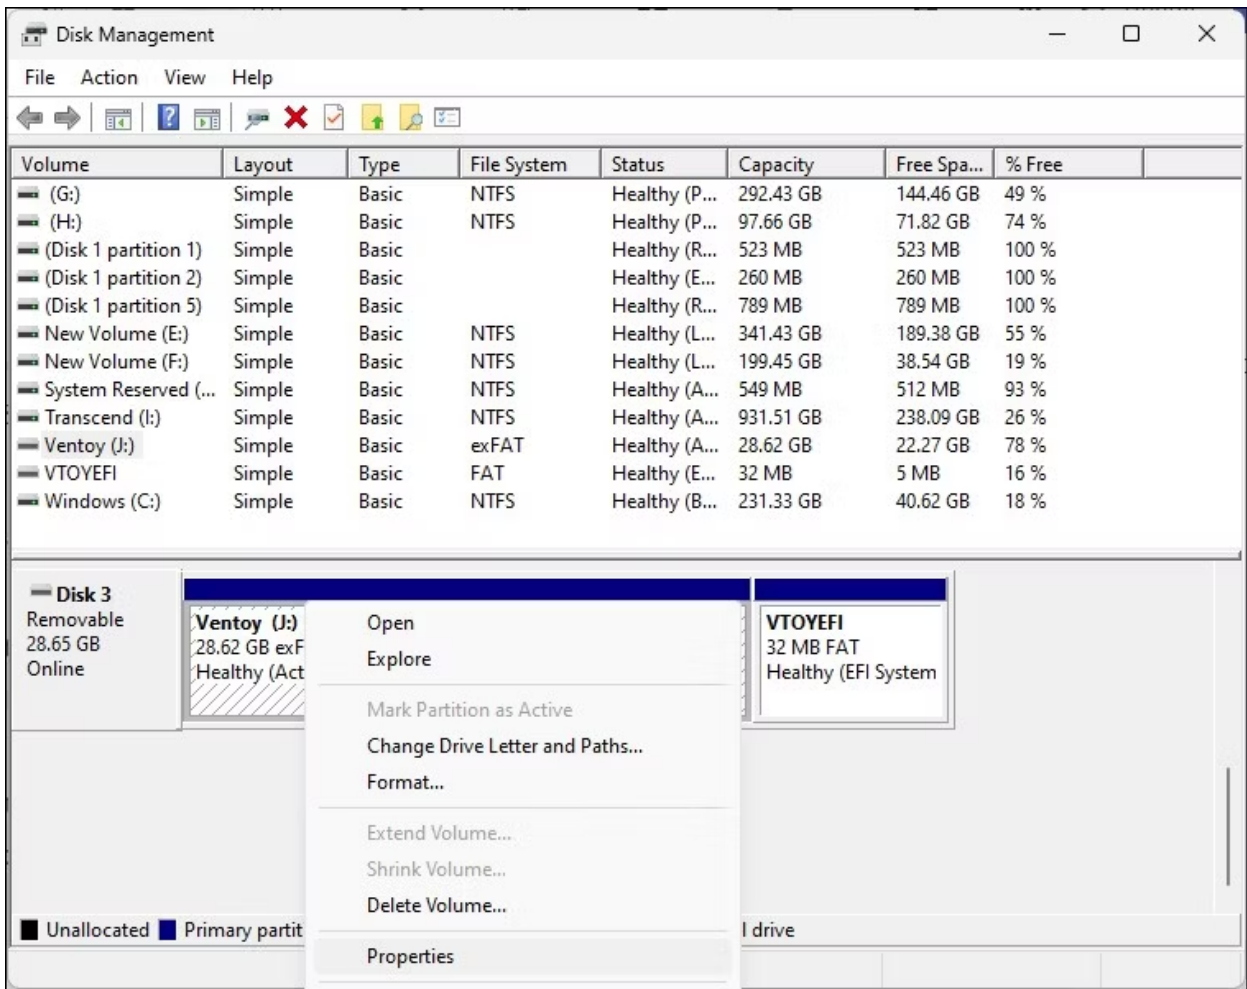 Disk Management
File Action View Help
Volume Layout Type File System Status Capacity Free Spa... % Free
(G:) Simple Basic NTFS Healthy (P... 292.43 GB 144.46 GB 49 %
(H:) Simple Basic NTFS Healthy (P... 97.66 GB 71.82 GB 74 %
(Disk 1 partition 1) Simple Basic Healthy (R... 523 MB 523 MB 100 %
(Disk 1 partition 2) Simple Basic Healthy (E... 260 MB 260 MB 100 %
(Disk 1 partition 5) Simple Basic Healthy (R... 789 MB 789 MB 100 %
New Volume (E:) Simple Basic NTFS Healthy (L... 341.43 GB 189.38 GB 55 %
New Volume (F:) Simple Basic NTFS Healthy (L... 199.45 GB 38.54 GB 19 %
System Reserved (... Simple Basic NTFS Healthy (A... 549 MB 512 MB 93 %
Transcend (I:) Simple Basic NTFS Healthy (A... 931.51 GB 238.09 GB 26 %
Ventoy (J:) Simple Basic exFAT Healthy (A... 28.62 GB 22.27 GB 78 %
VTOYEFI Simple Basic FAT Healthy (E... 32 MB 5 MB 16 %
Windows (C:) Simple Basic NTFS Healthy (B... 231.33 GB 40.62 GB 18 %
Disk 3
Removable
28.65 GB
Online
Ventoy (J:)
28.62 GB exF
Healthy (Act
VTOYEFI
32 MB FAT
Healthy (EFI System
Open
Explore
Mark Partition as Active
Change Drive Letter and Paths...
Format...
Extend Volume...
Shrink Volume...
Delete Volume...
Properties
Unallocated Primary partit l drive